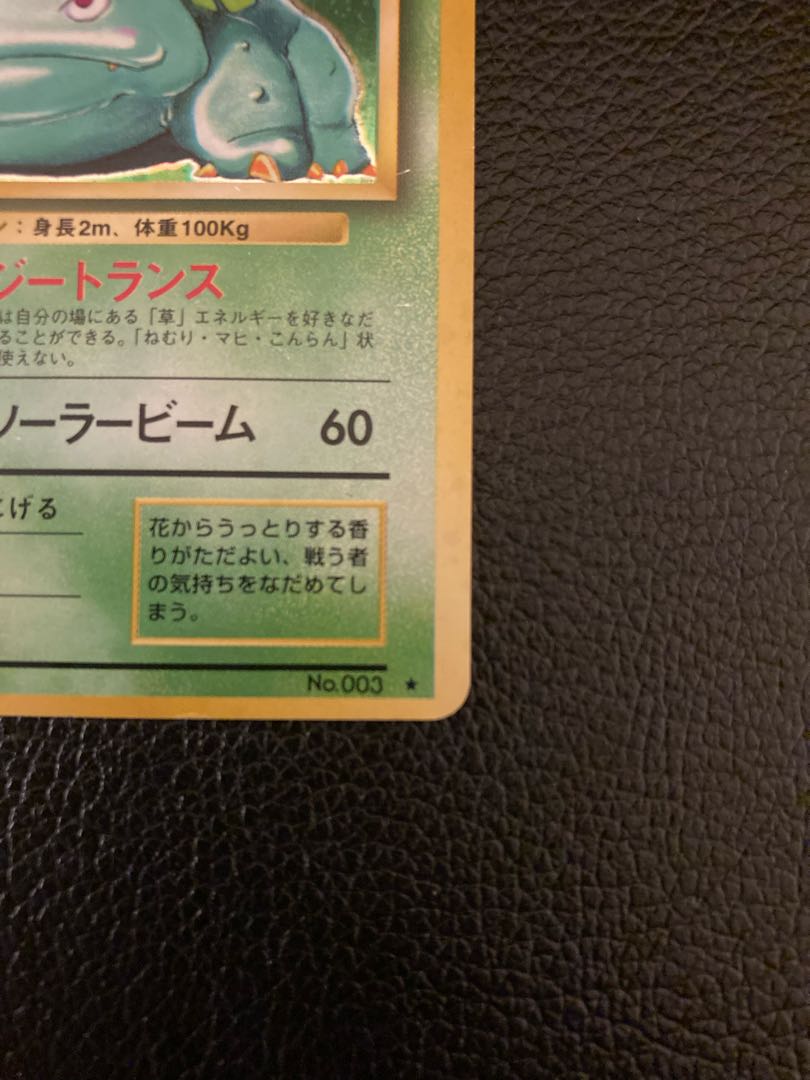 ン：身長2m、体重100Kg
ジートランス
は自分の場にある「草」エネルギーを好きなだ
ることができる。「ねむり・マヒ・こんらん」状
使えない。
ソーラービーム 60
にげる
花からうっとりする香
りがただよい、戦う者
の気持ちをなだめてし
まう。
No.003 ★